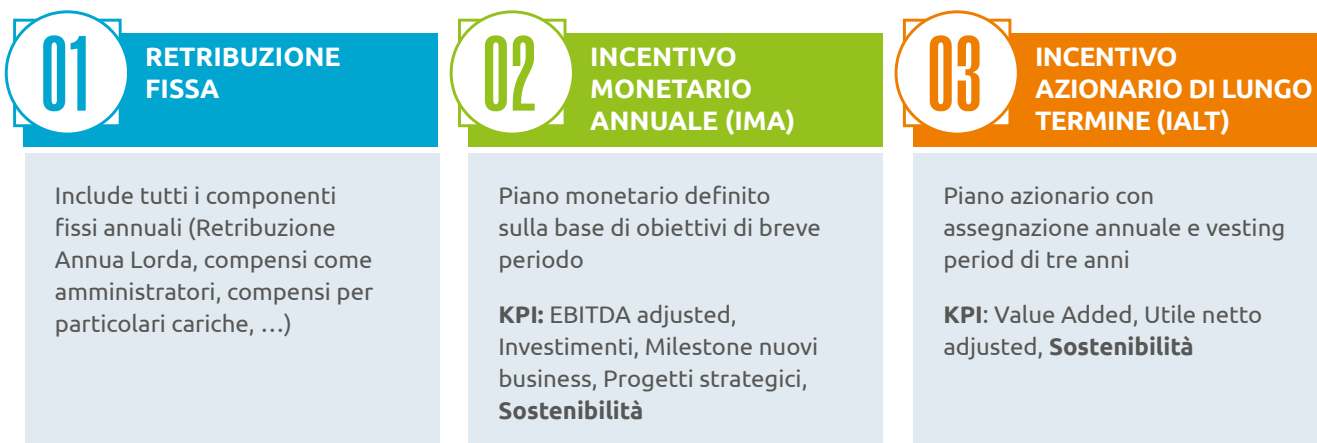 01
RETRIBUZIONE
FISSA
Include tutti i componenti
fissi annuali (Retribuzione
Annua Lorda, compensi come
amministratori, compensi per
particolari cariche, …)
02
INCENTIVO
MONETARIO
ANNUALE (IMA)
Piano monetario definito
sulla base di obiettivi di breve
periodo
KPI: EBITDA adjusted,
Investimenti, Milestone nuovi
business, Progetti strategici,
Sostenibilità
03
INCENTIVO
AZIONARIO DI LUNGO
TERMINE (IALT)
Piano azionario con
assegnazione annuale e vesting
period di tre anni
KPI: Value Added, Utile netto
adjusted, Sostenibilità